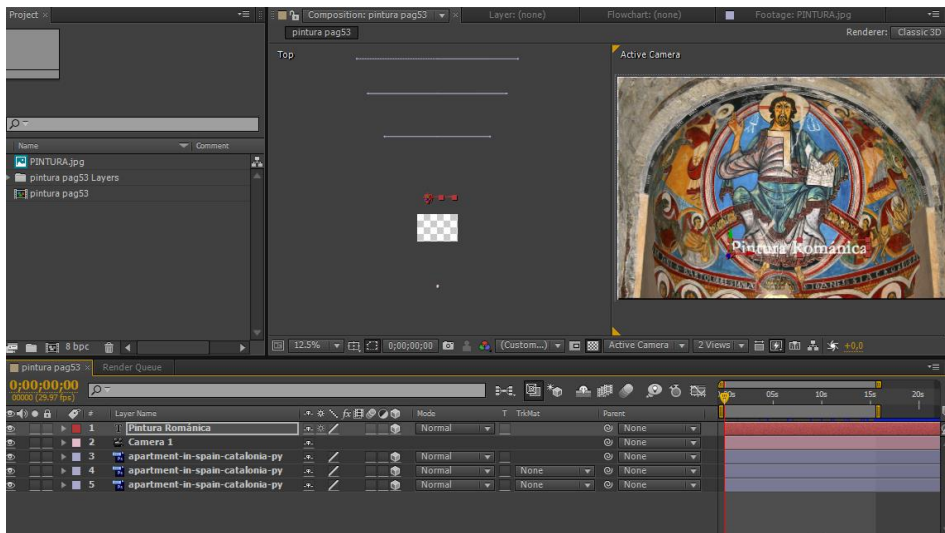 Project × Composition: pintura pag53 × Layer: (none) Flowchart: (none) Footage: PINTURA.jpg
pintura pag53 Renderer: Classic 3D
Top Active Camera
Name Comment
PINTURA.jpg
pintura pag53 Layers
pintura pag53
Pintura Románica
8 bpc 12.5% 0;00;00;00 (Custom...) Active Camera 2 Views +0,0
pintura pag53 × Render Queue
0;00;00;00
00000 (29.97 fps) 05s 10s 15s 20s
# Layer Name fx Mode T TrkMat Parent
1 T Pintura Románica Normal None
2 Camera 1 None
3 apartment-in-spain-catalonia-py Normal None
4 apartment-in-spain-catalonia-py Normal None None
5 apartment-in-spain-catalonia-py Normal None None